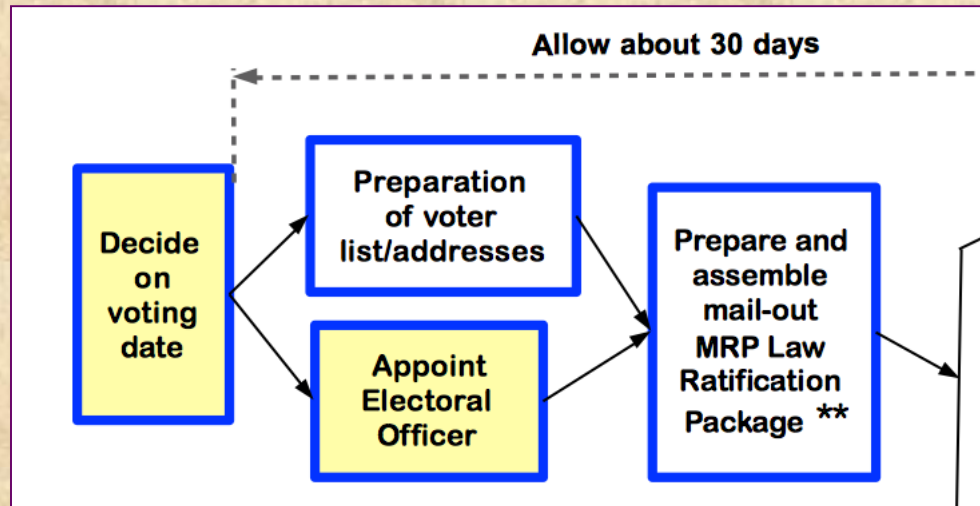 Allow about 30 days
Decide
on
voting
date
Preparation
of voter
list/addresses
Appoint
Electoral
Officer
Prepare and
assemble
mail-out
MRP Law
Ratification
Package **